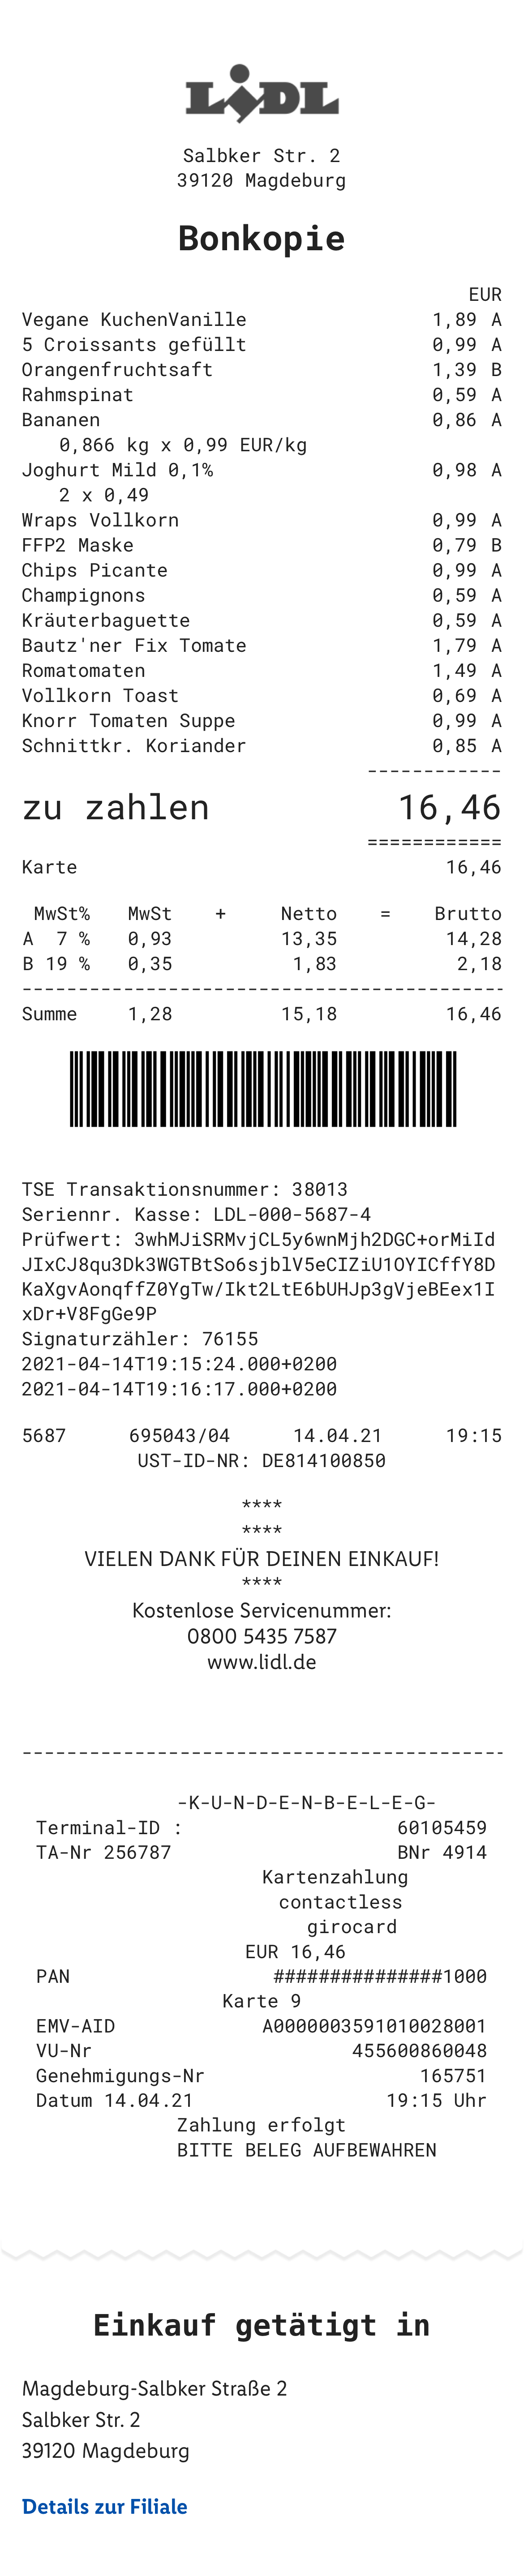 LIDL
Salbker Str. 2
39120 Magdeburg
Bonkopie
EUR
Vegane KuchenVanille 1,89 A
5 Croissants gefüllt 0,99 A
Orangenfruchtsaft 1,39 B
Rahmspinat 0,59 A
Bananen 0,86 A
0,866 kg x 0,99 EUR/kg
Joghurt Mild 0,1% 0,98 A
2 x 0,49
Wraps Vollkorn 0,99 A
FFP2 Maske 0,79 B
Chips Picante 0,99 A
Champignons 0,59 A
Kräuterbaguette 0,59 A
Bautz'ner Fix Tomate 1,79 A
Romatomaten 1,49 A
Vollkorn Toast 0,69 A
Knorr Tomaten Suppe 0,99 A
Schnittkr. Koriander 0,85 A
------------
zu zahlen 16,46
============
Karte 16,46
MwSt% MwSt + Netto = Brutto
A 7 % 0,93 13,35 14,28
B 19 % 0,35 1,83 2,18
-------------------------------------------
Summe 1,28 15,18 16,46
TSE Transaktionsnummer: 38013
Seriennr. Kasse: LDL-000-5687-4
Prüfwert: 3whMJiSRMvjCL5y6wnMjh2DGC+orMiId
JIxCJ8qu3Dk3WGTBtSo6sjblV5eCIZiU1OYICffY8D
KaXgvAonqffZ0YgTw/Ikt2LtE6bUHJp3gVjeBEex1I
xDr+V8FgGe9P
Signaturzähler: 76155
2021-04-14T19:15:24.000+0200
2021-04-14T19:16:17.000+0200
5687 695043/04 14.04.21 19:15
UST-ID-NR: DE814100850
****
****
VIELEN DANK FÜR DEINEN EINKAUF!
****
Kostenlose Servicenummer:
0800 5435 7587
www.lidl.de
-------------------------------------------
-K-U-N-D-E-N-B-E-L-E-G-
Terminal-ID : 60105459
TA-Nr 256787 BNr 4914
Kartenzahlung
contactless
girocard
EUR 16,46
PAN ###############1000
Karte 9
EMV-AID A0000003591010028001
VU-Nr 455600860048
Genehmigungs-Nr 165751
Datum 14.04.21 19:15 Uhr
Zahlung erfolgt
BITTE BELEG AUFBEWAHREN
Einkauf getätigt in
Magdeburg-Salbker Straße 2
Salbker Str. 2
39120 Magdeburg
Details zur Filiale